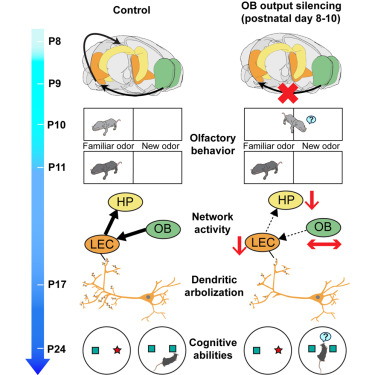 Control
OB output silencing
(postnatal day 8-10)
P8
P9
P10
?
Olfactory
behavior
Familiar odor
New odor
Familiar odor
New odor
P11
HP
LEC
OB
Network
activity
HP
LEC
OB
P17
Dendritic
arborization
P24
Cognitive
abilities
?